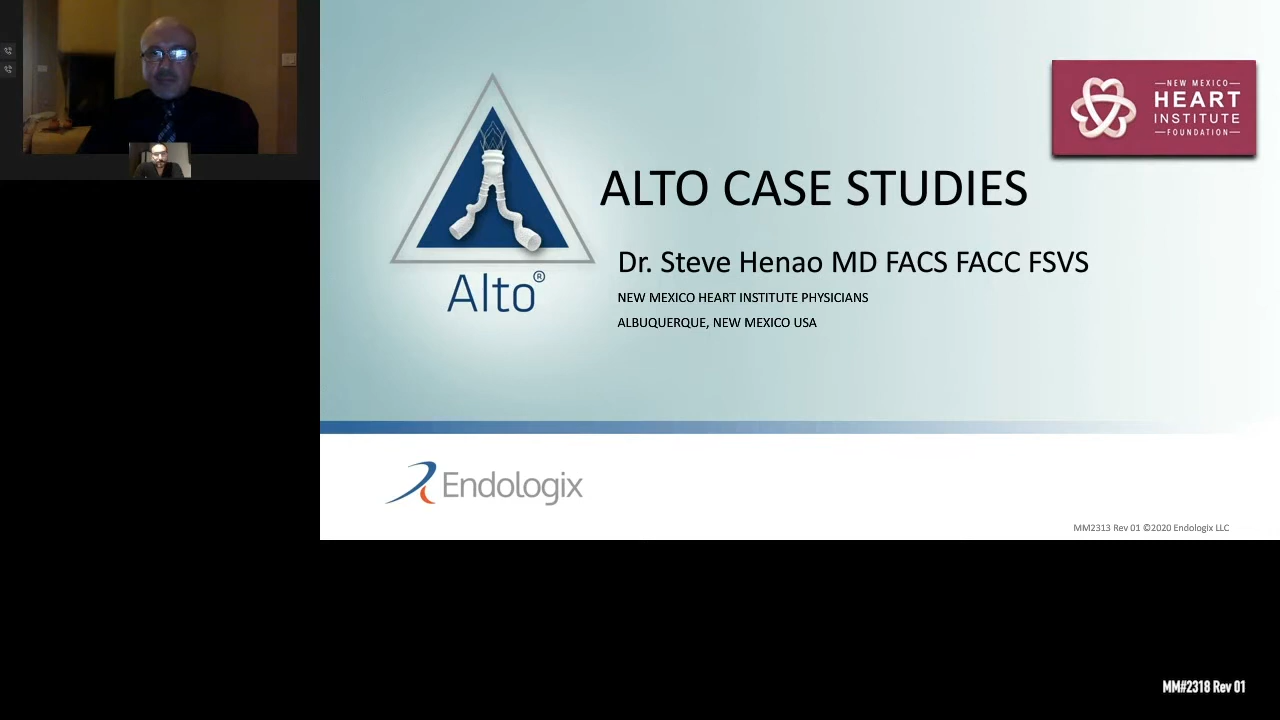 NEW MEXICO
HEART
INSTITUTE
FOUNDATION
ALTO CASE STUDIES
Dr. Steve Henao MD FACS FACC FSVS
Alto®
NEW MEXICO HEART INSTITUTE PHYSICIANS
ALBUQUERQUE, NEW MEXICO USA
Endologix
MM2313 Rev 01 ©2020 Endologix LLC
MM#2318 Rev 01